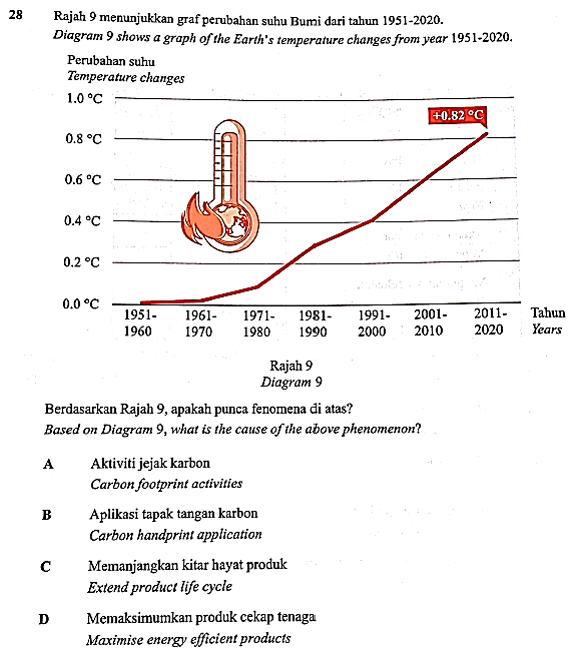 28 Rajah 9 menunjukkan graf perubahan suhu Bumi dari tahun 1951-2020.
Diagram 9 shows a graph of the Earth's temperature changes from year 1951-2020.
Perubahan suhu
Temperature changes
1.0 °C
+0.82 °C
0.8 °C
0.6 °C
0.4 °C
0.2 °C
0.0 °C
1951- 1961- 1971- 1981- 1991- 2001- 2011- Tahun
1960 1970 1980 1990 2000 2010 2020 Years
Rajah 9
Diagram 9
Berdasarkan Rajah 9, apakah punca fenomena di atas?
Based on Diagram 9, what is the cause of the above phenomenon?
A Aktiviti jejak karbon
Carbon footprint activities
B Aplikasi tapak tangan karbon
Carbon handprint application
C Memanjangkan kitar hayat produk
Extend product life cycle
D Memaksimumkan produk cekap tenaga
Maximise energy efficient products